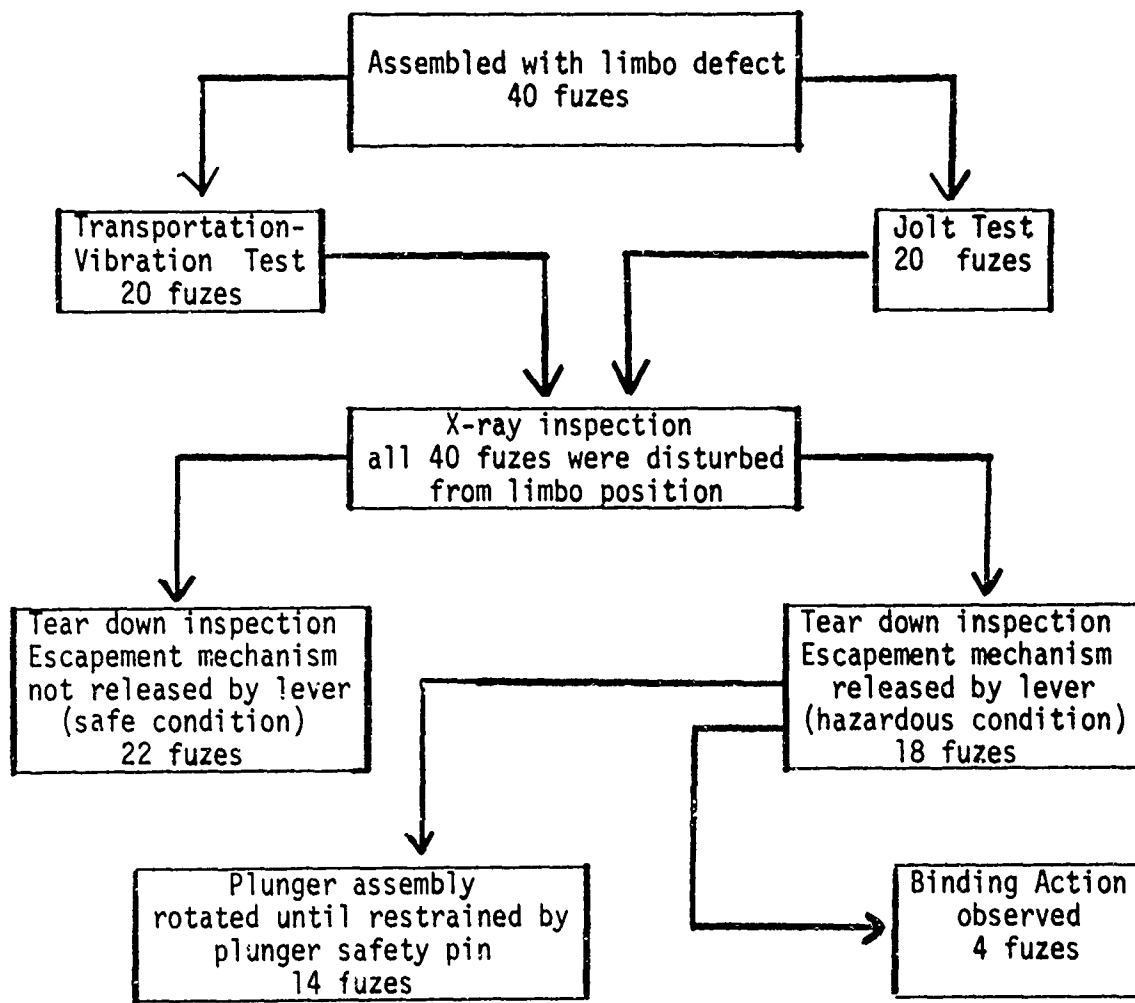 Assembled with limbo defect
40 fuzes
Transportation-
Vibration Test
20 fuzes
Jolt Test
20 fuzes
X-ray inspection
all 40 fuzes were disturbed
from limbo position
Tear down inspection
Escapement mechanism
not released by lever
(safe condition)
22 fuzes
Tear down inspection
Escapement mechanism
released by lever
(hazardous condition)
18 fuzes
Plunger assembly
rotated until restrained by
plunger safety pin
14 fuzes
Binding Action
observed
4 fuzes